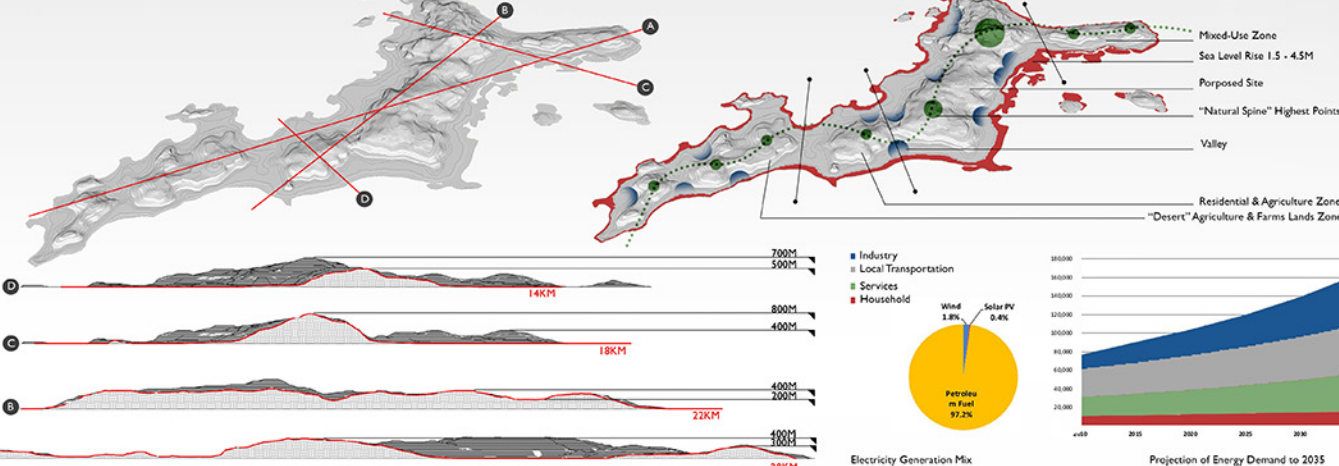 B
A
C
D
Mixed-Use Zone
Sea Level Rise 1.5 - 4.5M
Porposed Site
"Natural Spine" Highest Points
Valley
Residential & Agriculture Zone
"Desert" Agriculture & Farms Lands Zone
D
700M
500M
14KM
C
800M
400M
18KM
B
400M
200M
22KM
400M
300M
Industry
Local Transportation
Services
Household
Wind
1.8%
Solar PV
0.4%
Petroleu
m Fuel
97.2%
Electricity Generation Mix
180,000
160,000
140,000
120,000
100,000
80,000
60,000
40,000
20,000
2015
2020
2025
2030
Projection of Energy Demand to 2035